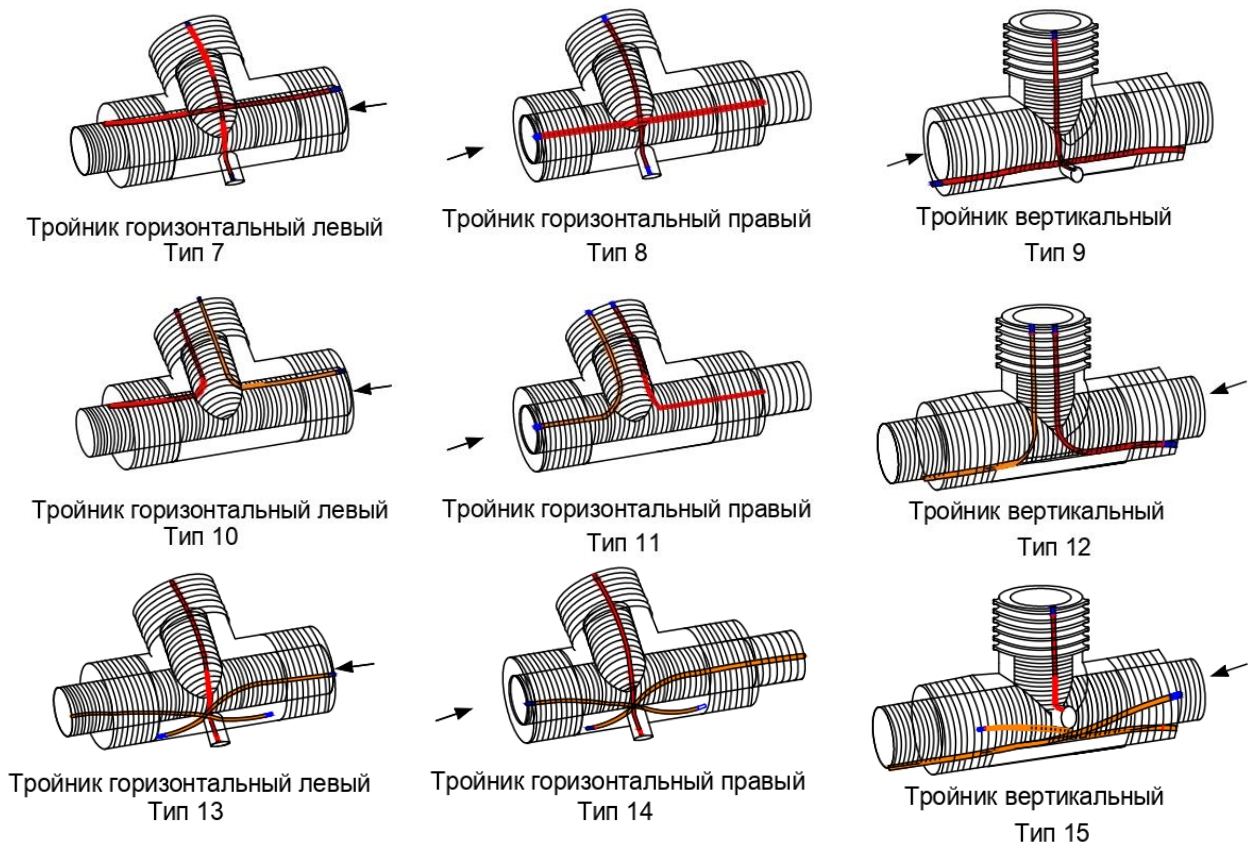 Тройник горизонтальный левый
Тип 7
Тройник горизонтальный правый
Тип 8
Тройник вертикальный
Тип 9
Тройник горизонтальный левый
Тип 10
Тройник горизонтальный правый
Тип 11
Тройник вертикальный
Тип 12
Тройник горизонтальный левый
Тип 13
Тройник горизонтальный правый
Тип 14
Тройник вертикальный
Тип 15